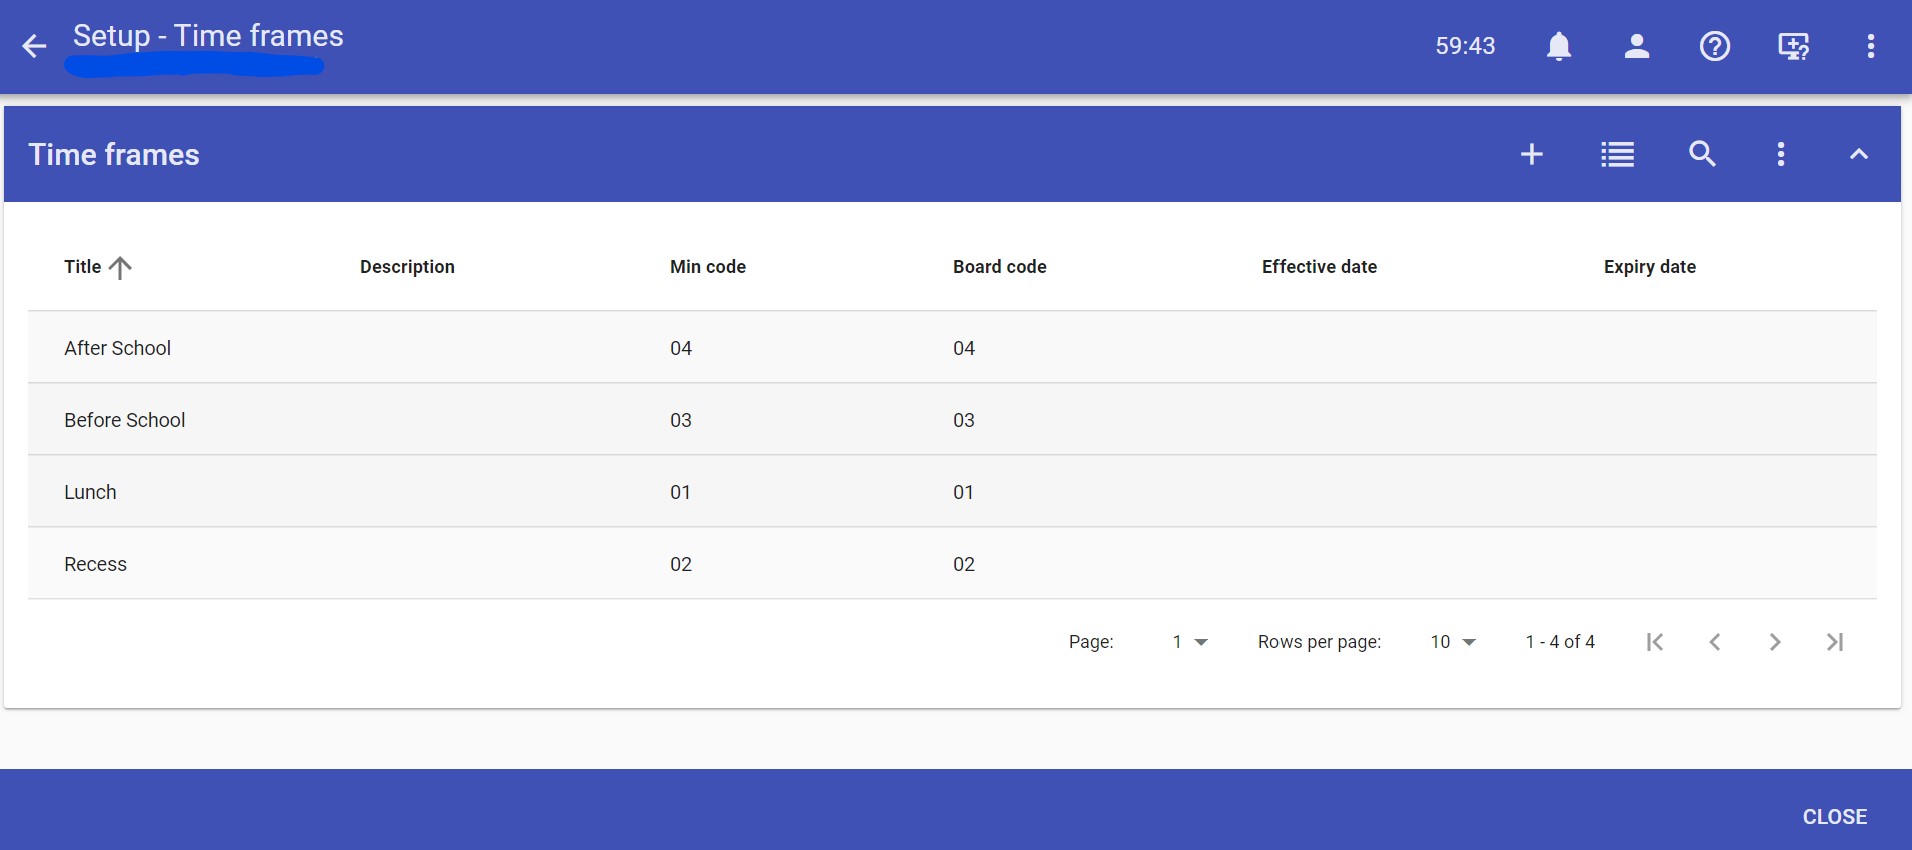 Setup - Time frames
59:43
Time frames
Title Description Min code Board code Effective date Expiry date
After School 04 04
Before School 03 03
Lunch 01 01
Recess 02 02
Page: 1 Rows per page: 10 1 - 4 of 4
CLOSE